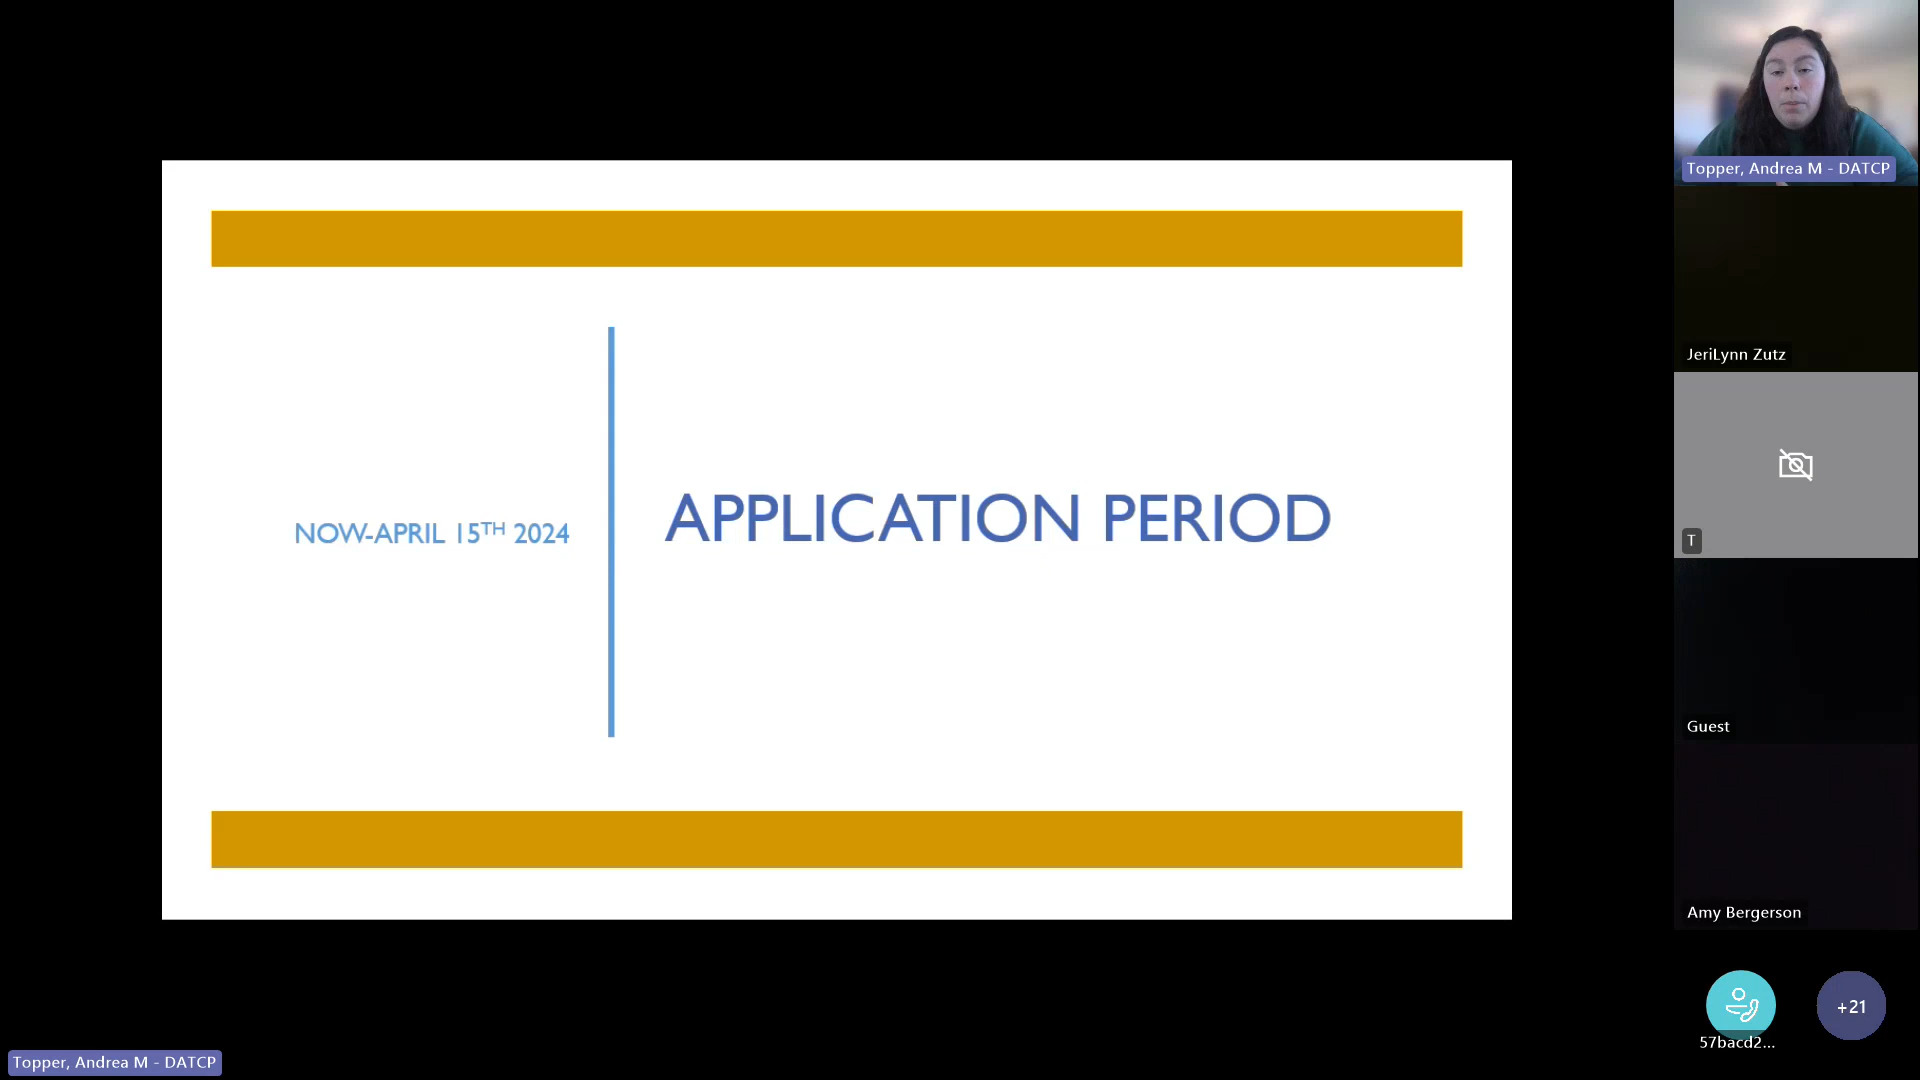 NOW-APRIL 15TH 2024
APPLICATION PERIOD
Topper, Andrea M - DATCP
JeriLynn Zutz
T
Guest
Amy Bergerson
57bacd2...
+21
Topper, Andrea M - DATCP